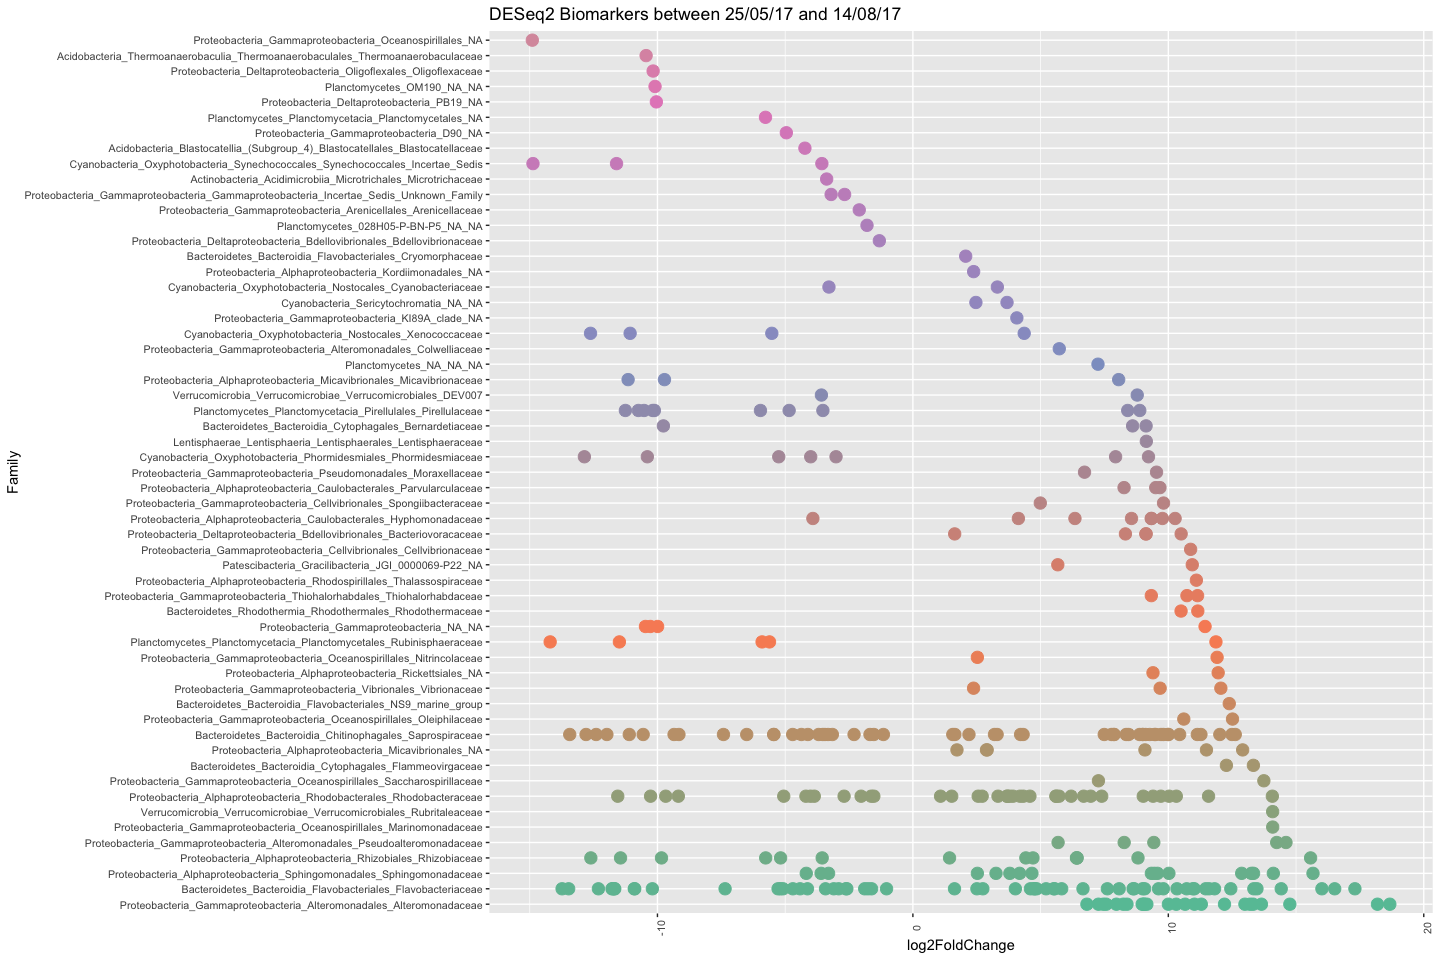 DESeq2 Biomarkers between 25/05/17 and 14/08/17
Proteobacteria_Gammaproteobacteria_Oceanospirillales_NA
Acidobacteria_Thermoanaerobaculia_Thermoanaerobaculales_Thermoanaerobaculaceae
Proteobacteria_Deltaproteobacteria_Oligoflexales_Oligoflexaceae
Planctomycetes_OM190_NA_NA
Proteobacteria_Deltaproteobacteria_PB19_NA
Planctomycetes_Planctomycetacia_Planctomycetales_NA
Proteobacteria_Gammaproteobacteria_D90_NA
Acidobacteria_Blastocatellia_(Subgroup_4)_Blastocatellales_Blastocatellaceae
Cyanobacteria_Oxyphotobacteria_Synechococcales_Synechococcales_Incertae_Sedis
Actinobacteria_Acidimicrobiia_Microtrichales_Microtrichaceae
Proteobacteria_Gammaproteobacteria_Gammaproteobacteria_Incertae_Sedis_Unknown_Family
Proteobacteria_Gammaproteobacteria_Arenicellales_Arenicellaceae
Planctomycetes_028H05-P-BN-P5_NA_NA
Proteobacteria_Deltaproteobacteria_Bdellovibrionales_Bdellovibrionaceae
Bacteroidetes_Bacteroidia_Flavobacteriales_Cryomorphaceae
Proteobacteria_Alphaproteobacteria_Kordiimonadales_NA
Cyanobacteria_Oxyphotobacteria_Nostocales_Cyanobacteriaceae
Cyanobacteria_Sericytochromatia_NA_NA
Proteobacteria_Gammaproteobacteria_KI89A_clade_NA
Cyanobacteria_Oxyphotobacteria_Nostocales_Xenococcaceae
Proteobacteria_Gammaproteobacteria_Alteromonadales_Colwelliaceae
Planctomycetes_NA_NA_NA
Proteobacteria_Alphaproteobacteria_Micavibrionales_Micavibrionaceae
Verrucomicrobia_Verrucomicrobiae_Verrucomicrobiales_DEV007
Planctomycetes_Planctomycetacia_Pirellulales_Pirellulaceae
Bacteroidetes_Bacteroidia_Cytophagales_Bernardetiaceae
Lentisphaerae_Lentisphaeria_Lentisphaerales_Lentisphaeraceae
Cyanobacteria_Oxyphotobacteria_Phormidesmiales_Phormidesmiaceae
Proteobacteria_Gammaproteobacteria_Pseudomonadales_Moraxellaceae
Proteobacteria_Alphaproteobacteria_Caulobacterales_Parvularculaceae
Proteobacteria_Gammaproteobacteria_Cellvibrionales_Spongiibacteraceae
Proteobacteria_Alphaproteobacteria_Caulobacterales_Hyphomonadaceae
Proteobacteria_Deltaproteobacteria_Bdellovibrionales_Bacteriovoracaceae
Proteobacteria_Gammaproteobacteria_Cellvibrionales_Cellvibrionaceae
Patescibacteria_Gracilibacteria_JGI_0000069-P22_NA
Proteobacteria_Alphaproteobacteria_Rhodospirillales_Thalassospiraceae
Proteobacteria_Gammaproteobacteria_Thiohalorhabdales_Thiohalorhabdaceae
Bacteroidetes_Rhodothermia_Rhodothermales_Rhodothermaceae
Proteobacteria_Gammaproteobacteria_NA_NA
Planctomycetes_Planctomycetacia_Planctomycetales_Rubinisphaeraceae
Proteobacteria_Gammaproteobacteria_Oceanospirillales_Nitrincolaceae
Proteobacteria_Alphaproteobacteria_Rickettsiales_NA
Proteobacteria_Gammaproteobacteria_Vibrionales_Vibrionaceae
Bacteroidetes_Bacteroidia_Flavobacteriales_NS9_marine_group
Proteobacteria_Gammaproteobacteria_Oceanospirillales_Oleiphilaceae
Bacteroidetes_Bacteroidia_Chitinophagales_Saprospiraceae
Proteobacteria_Alphaproteobacteria_Micavibrionales_NA
Bacteroidetes_Bacteroidia_Cytophagales_Flammeovirgaceae
Proteobacteria_Gammaproteobacteria_Oceanospirillales_Saccharospirillaceae
Proteobacteria_Alphaproteobacteria_Rhodobacterales_Rhodobacteraceae
Verrucomicrobia_Verrucomicrobiae_Verrucomicrobiales_Rubritaleaceae
Proteobacteria_Gammaproteobacteria_Oceanospirillales_Marinomonadaceae
Proteobacteria_Gammaproteobacteria_Alteromonadales_Pseudoalteromonadaceae
Proteobacteria_Alphaproteobacteria_Rhizobiales_Rhizobiaceae
Proteobacteria_Alphaproteobacteria_Sphingomonadales_Sphingomonadaceae
Bacteroidetes_Bacteroidia_Flavobacteriales_Flavobacteriaceae
Proteobacteria_Gammaproteobacteria_Alteromonadales_Alteromonadaceae
Family
-10
0
10
20
log2FoldChange